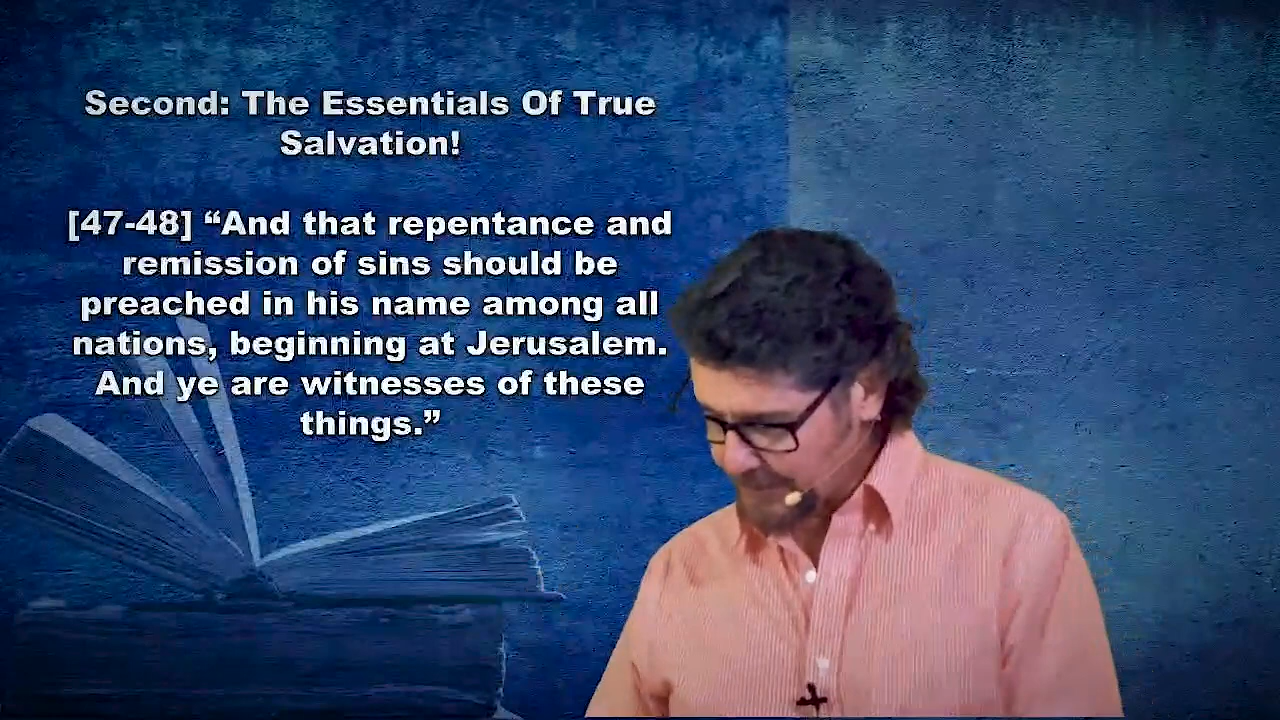 Second: The Essentials Of True
Salvation!
[47-48] “And that repentance and
remission of sins should be
preached in his name among all
nations, beginning at Jerusalem.
And ye are witnesses of these
things.”